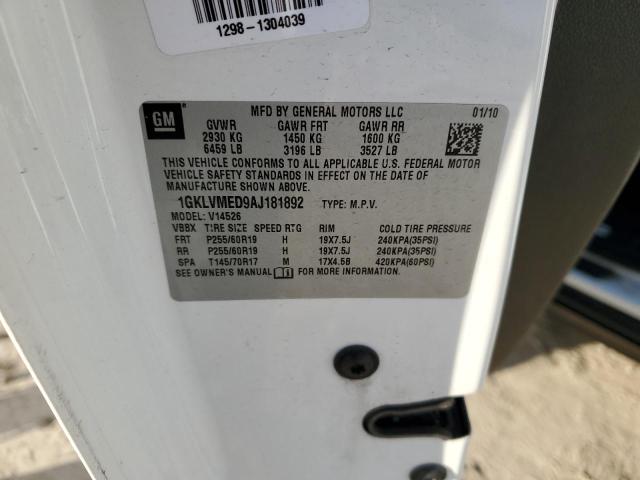 1298-1304039
GM
MFD BY GENERAL MOTORS LLC 01/10
GVWR GAWR FRT GAWR RR
2930 KG 1450 KG 1600 KG
6459 LB 3196 LB 3527 LB
THIS VEHICLE CONFORMS TO ALL APPLICABLE U.S. FEDERAL MOTOR
VEHICLE SAFETY STANDARDS IN EFFECT ON THE DATE OF
MANUFACTURE SHOWN ABOVE.
1GKLVMED9AJ181892 TYPE: M.P.V.
MODEL: V14526
VBBX TIRE SIZE SPEED RTG RIM COLD TIRE PRESSURE
FRT P255/60R19 H 19X7.5J 240KPA(35PSI)
RR P255/60R19 H 19X7.5J 240KPA(35PSI)
SPA T145/70R17 M 17X4.5B 420KPA(60PSI)
SEE OWNER'S MANUAL FOR MORE INFORMATION.